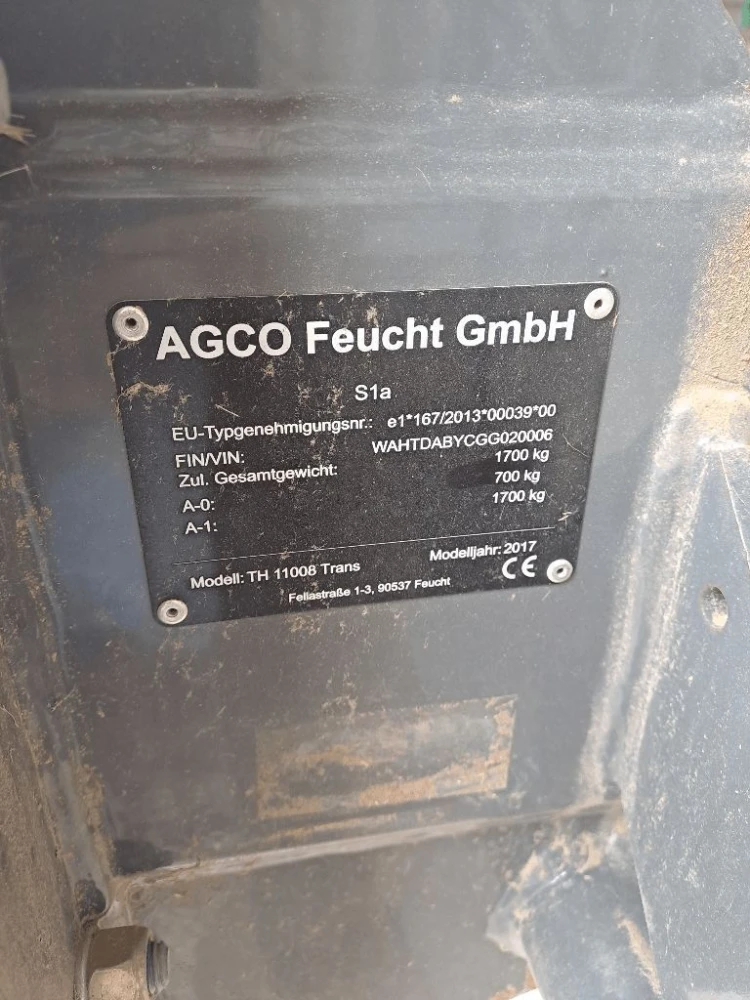 AGCO Feucht GmbH
S1a
EU-Typgenehmigungsnr.: e1*167/2013*00039*00
FIN/VIN: WAHTDABYCGG020006
Zul. Gesamtgewicht: 1700 kg
A-0: 700 kg
A-1: 1700 kg
Modell: TH 11008 Trans Modelljahr: 2017
Fellastraße 1-3, 90537 Feucht CE